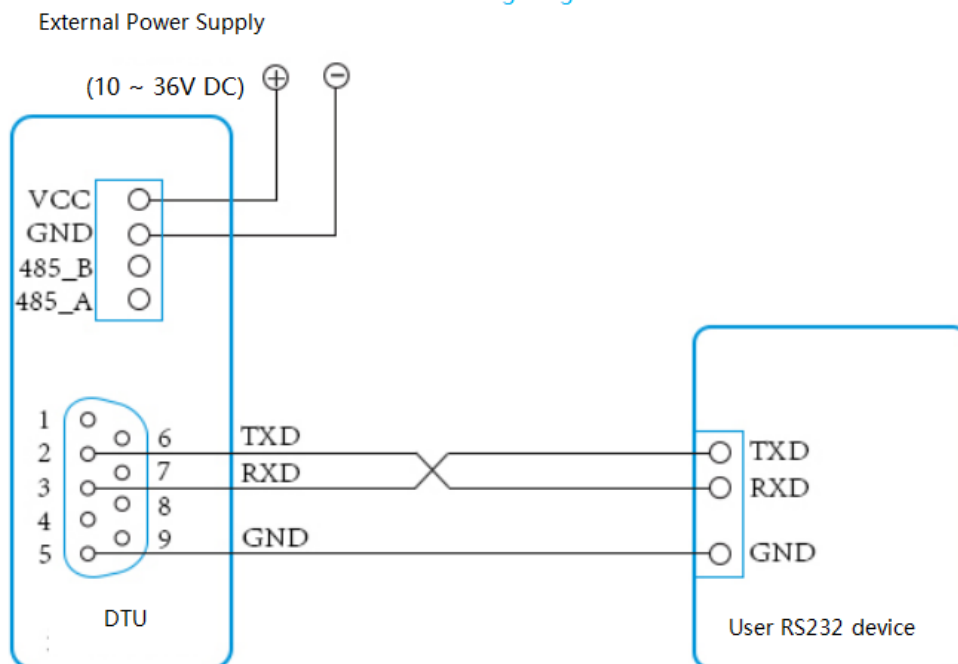 External Power Supply
(10 ~ 36V DC) ⊕ ⊖
VCC
GND
485_B
485_A
1
2
3
4
5
6
7
8
9
TXD
RXD
GND
TXD
RXD
GND
DTU
User RS232 device